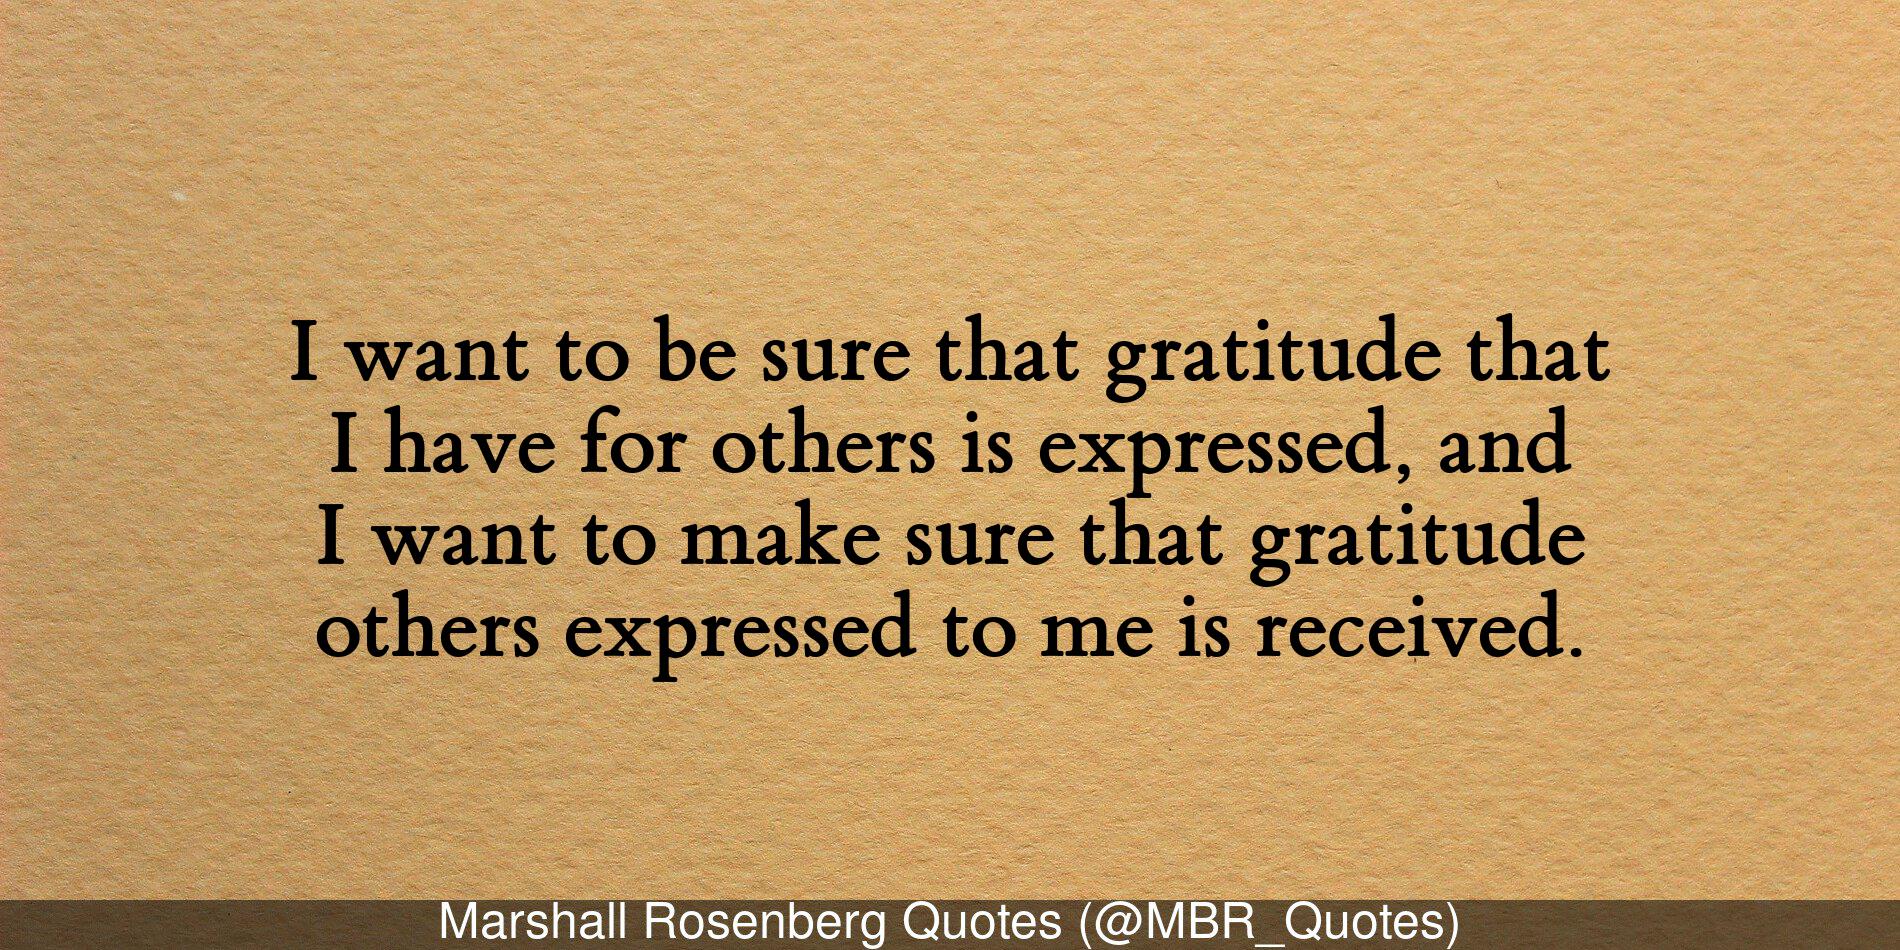 I want to be sure that gratitude that
I have for others is expressed, and
I want to make sure that gratitude
others expressed to me is received.
Marshall Rosenberg Quotes (@MBR_Quotes)